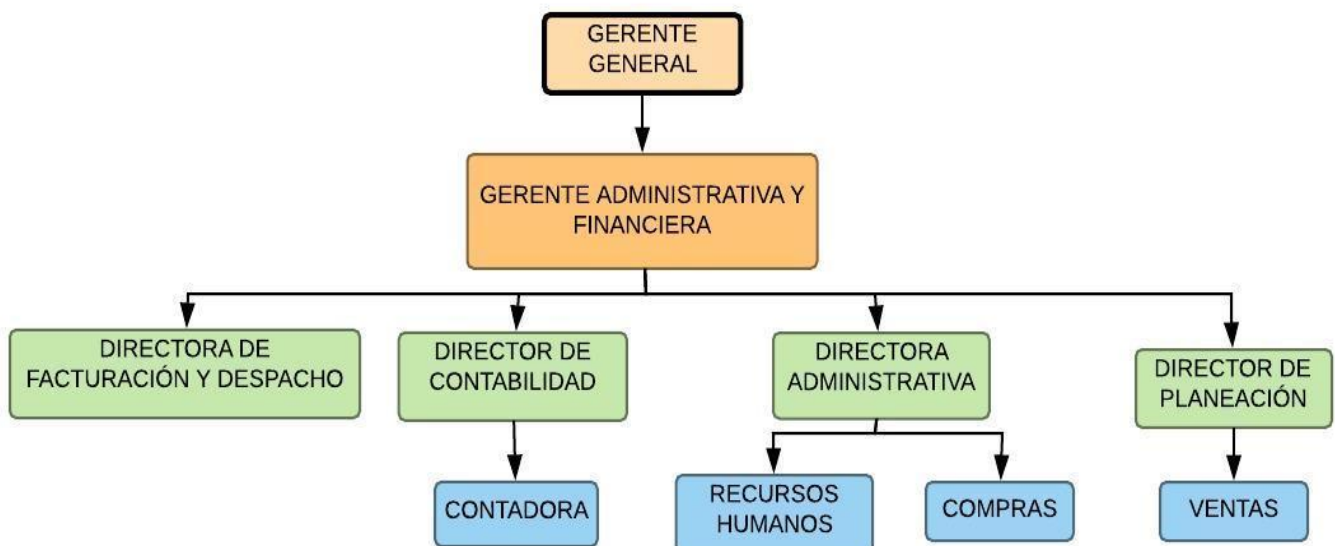 GERENTE
GENERAL
GERENTE ADMINISTRATIVA Y
FINANCIERA
DIRECTORA DE
FACTURACIÓN Y DESPACHO
DIRECTOR DE
CONTABILIDAD
DIRECTORA
ADMINISTRATIVA
DIRECTOR DE
PLANEACIÓN
CONTADORA
RECURSOS
HUMANOS
COMPRAS
VENTAS